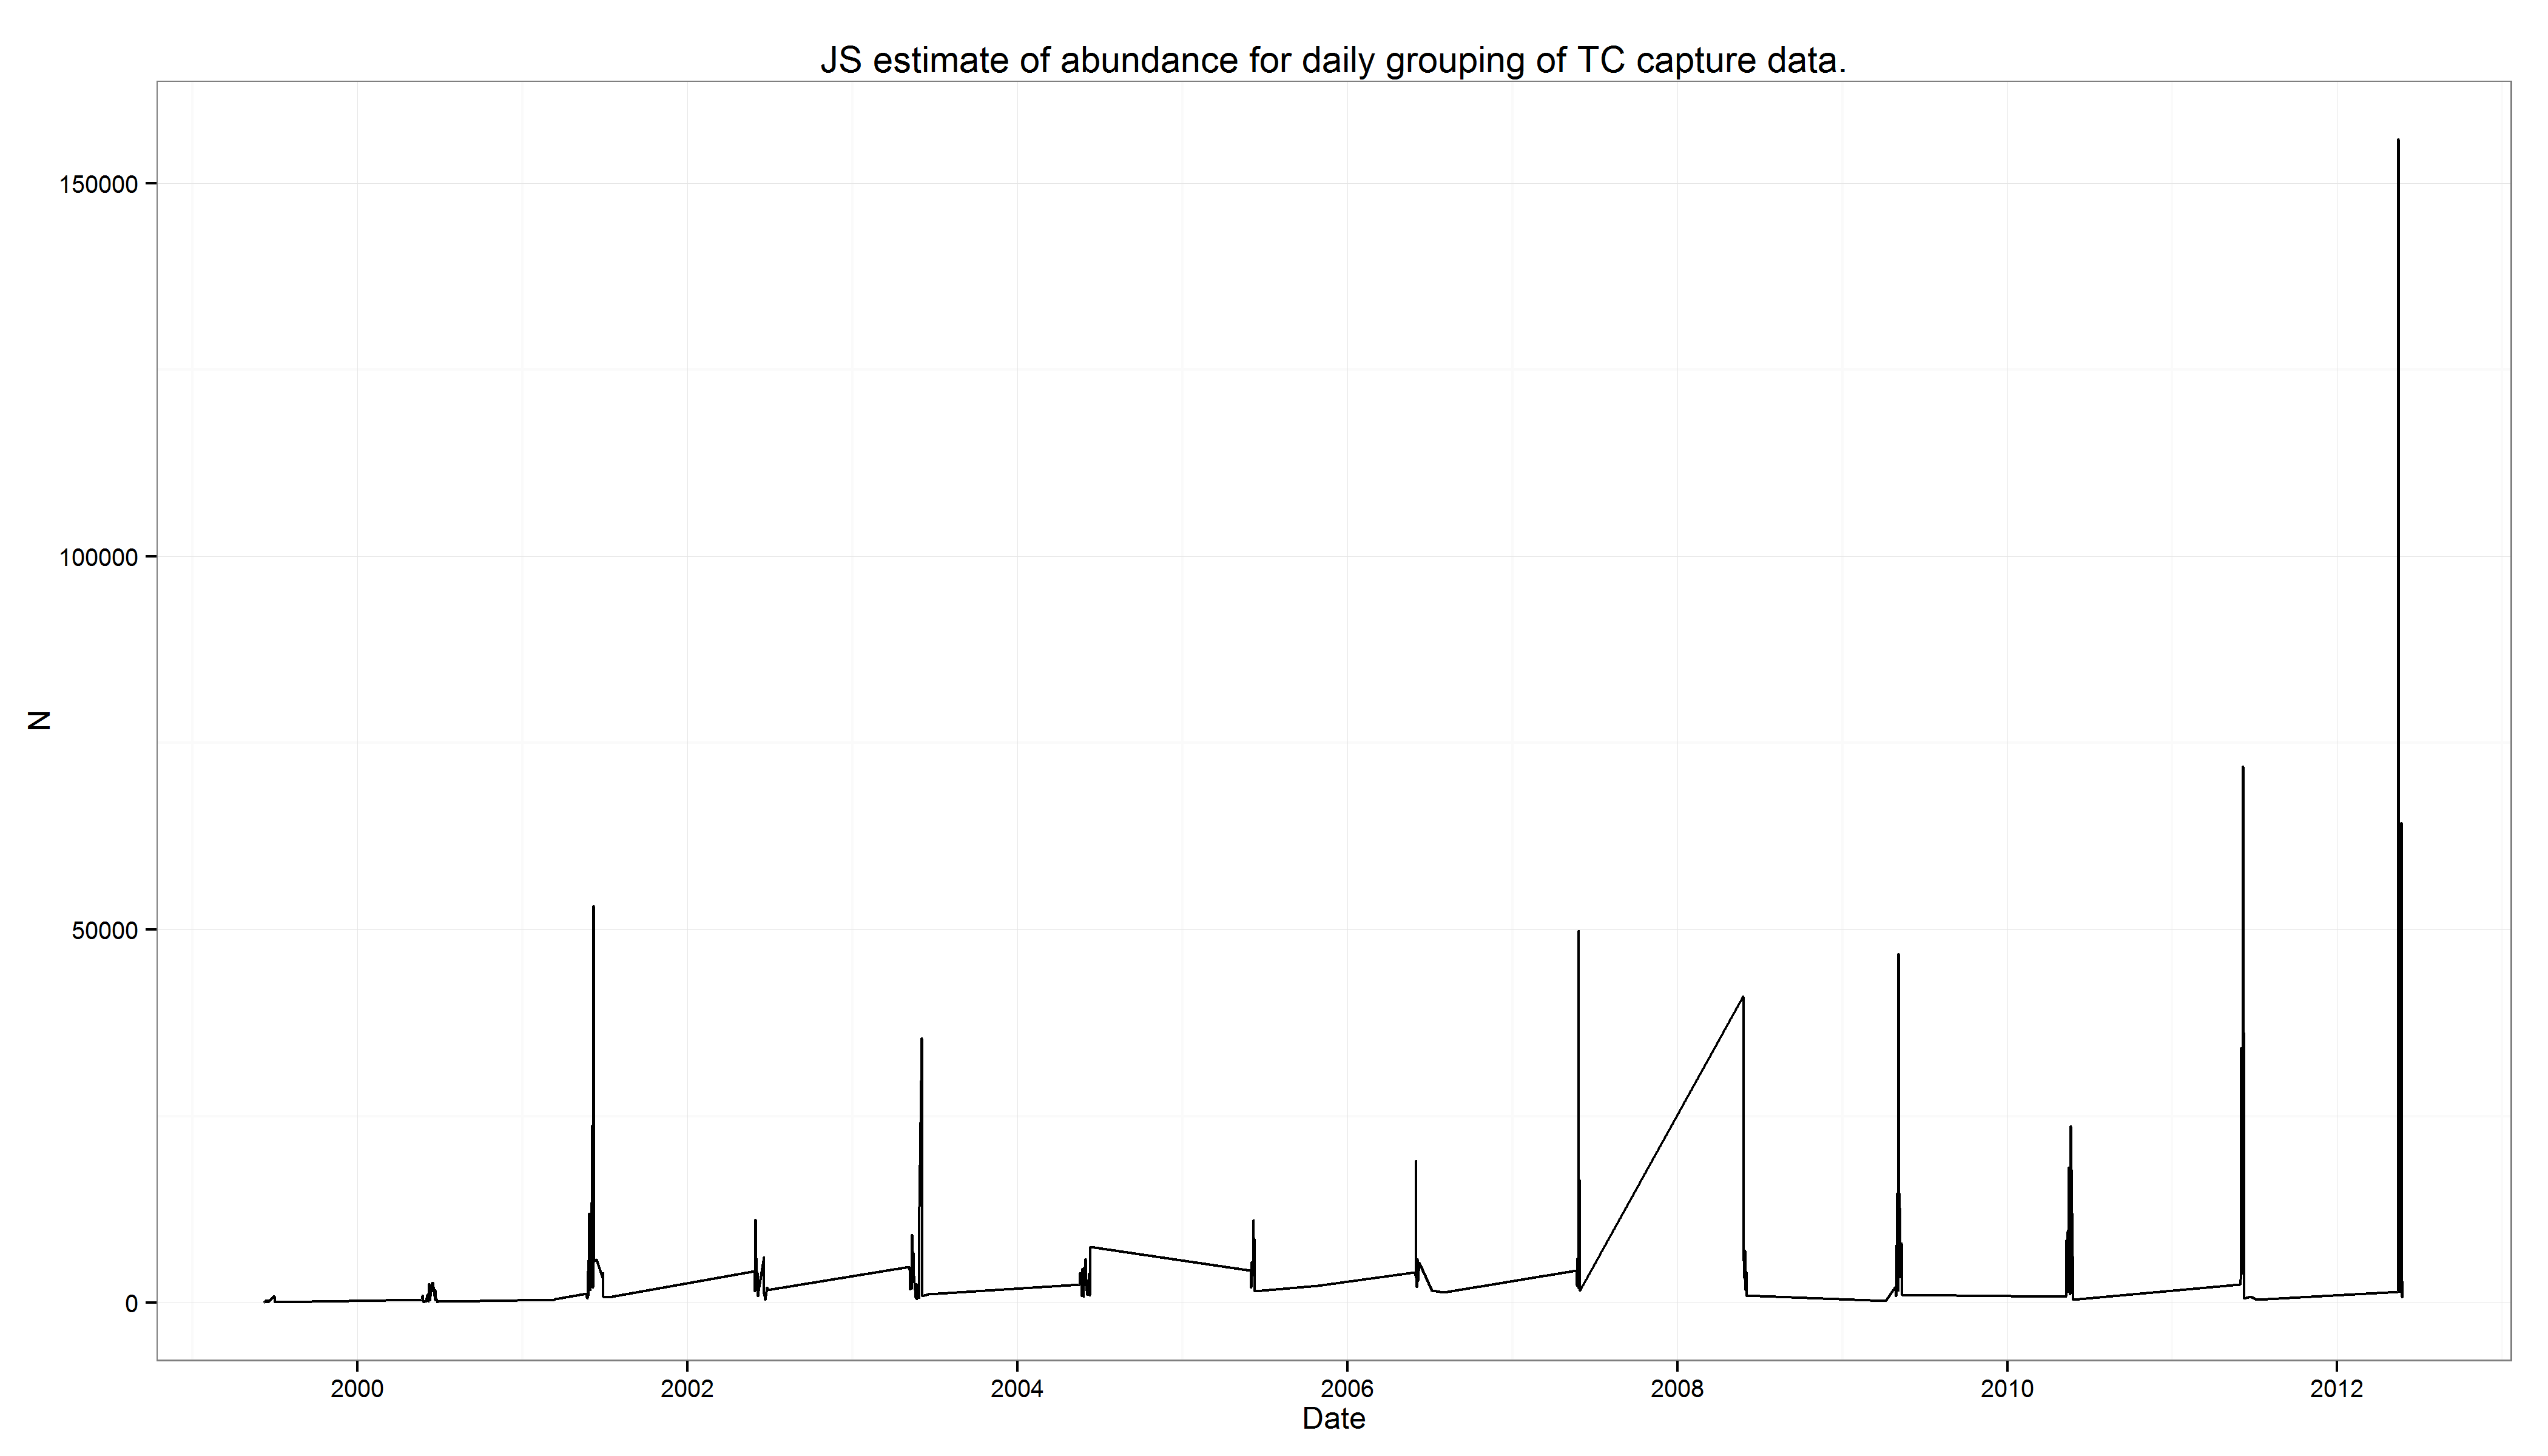 JS estimate of abundance for daily grouping of TC capture data.
150000
100000
50000
0
N
2000 2002 2004 2006 2008 2010 2012
Date